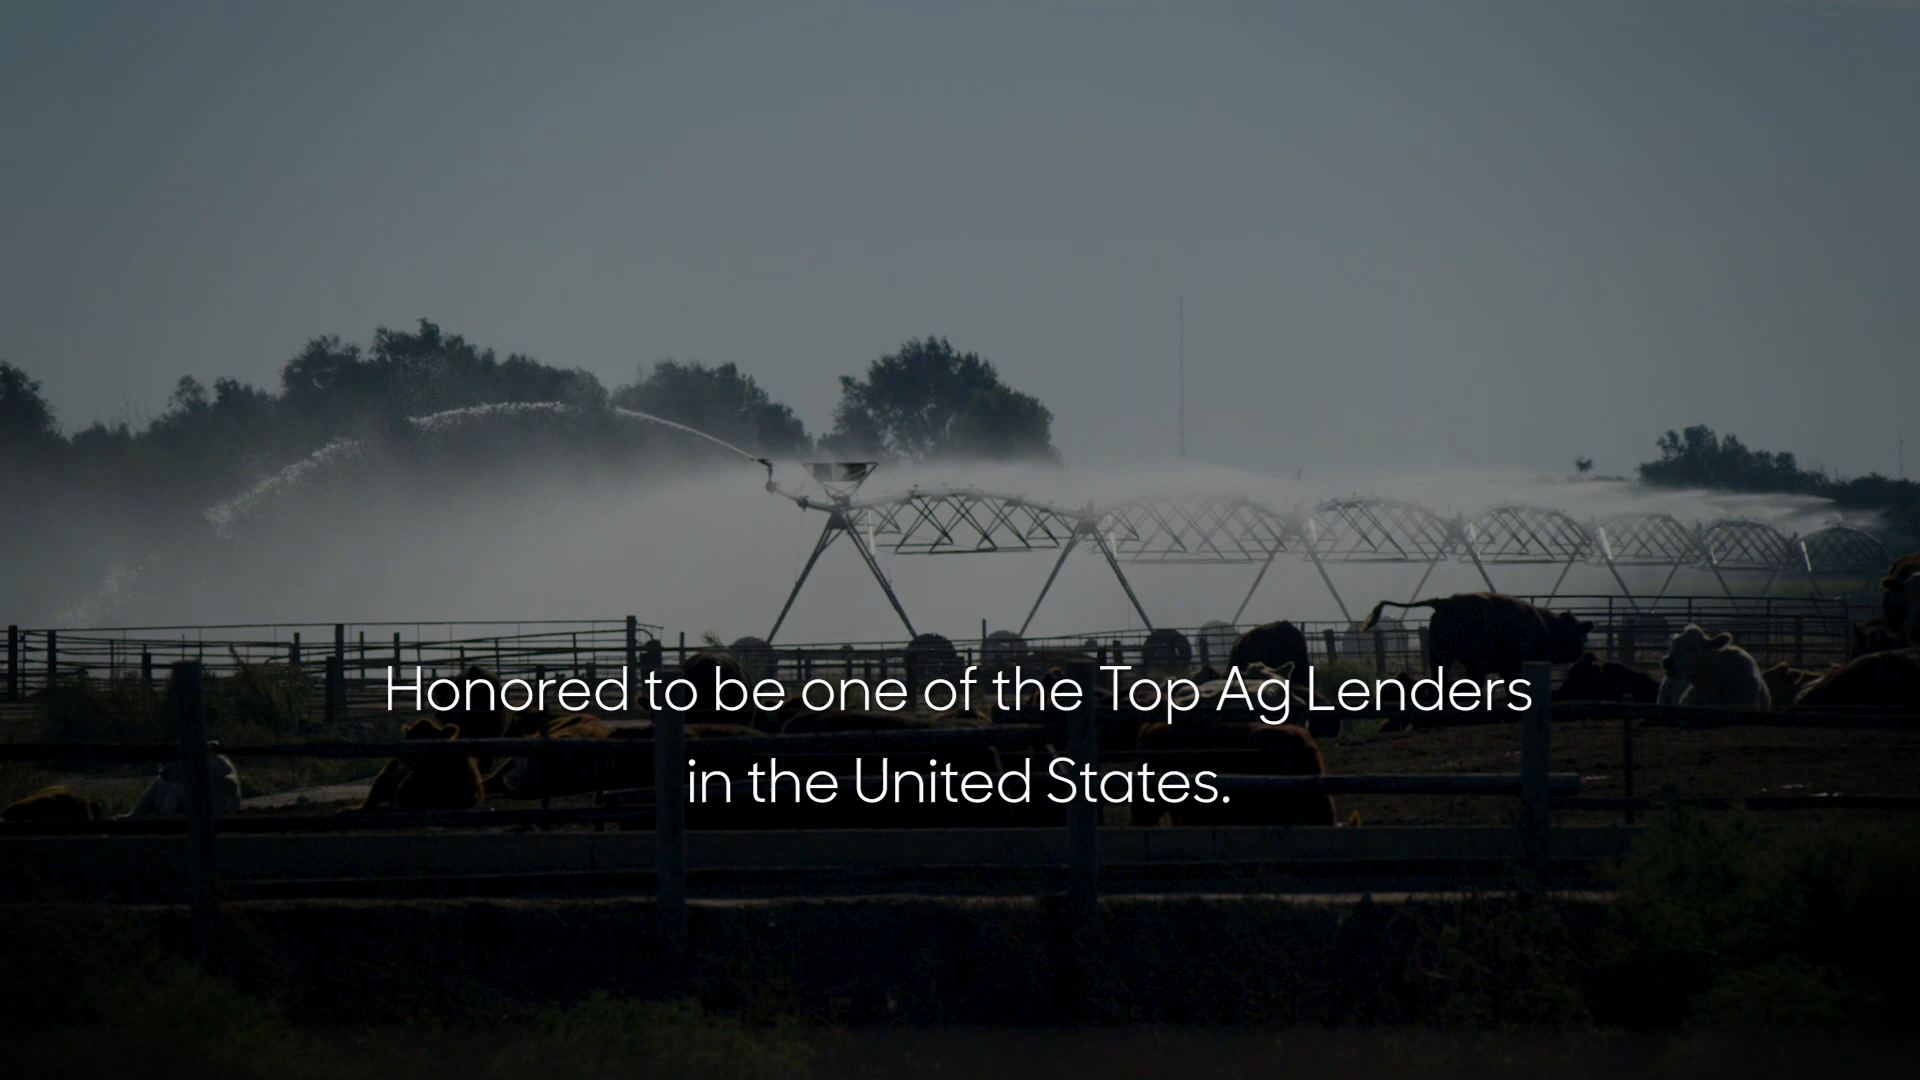 Honored to be one of the Top Ag Lenders
in the United States.